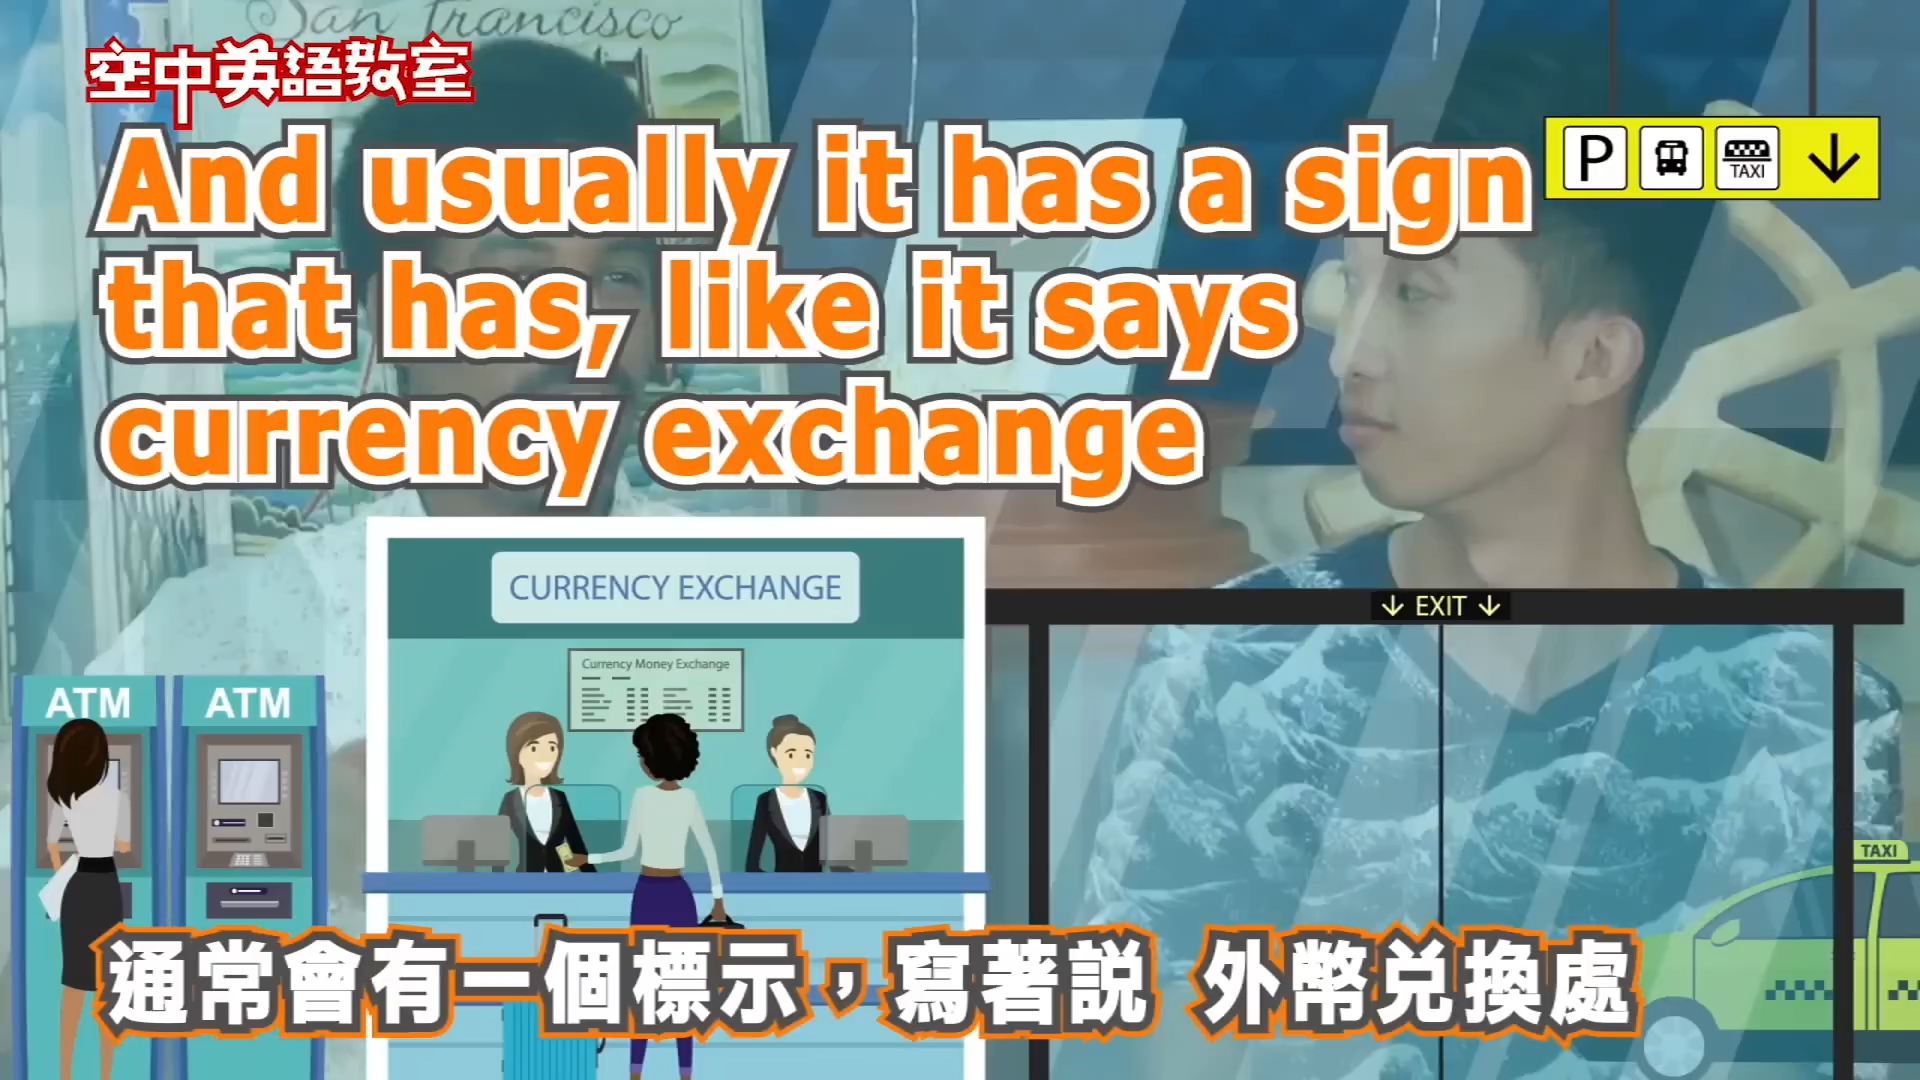 San Francisco
空中英語教室
And usually it has a sign
that has, like it says
currency exchange
P
TAXI
CURRENCY EXCHANGE
Currency Money Exchange
↓ EXIT ↓
ATM
ATM
TAXI
通常會有一個標示，寫著説 外幣兌換處